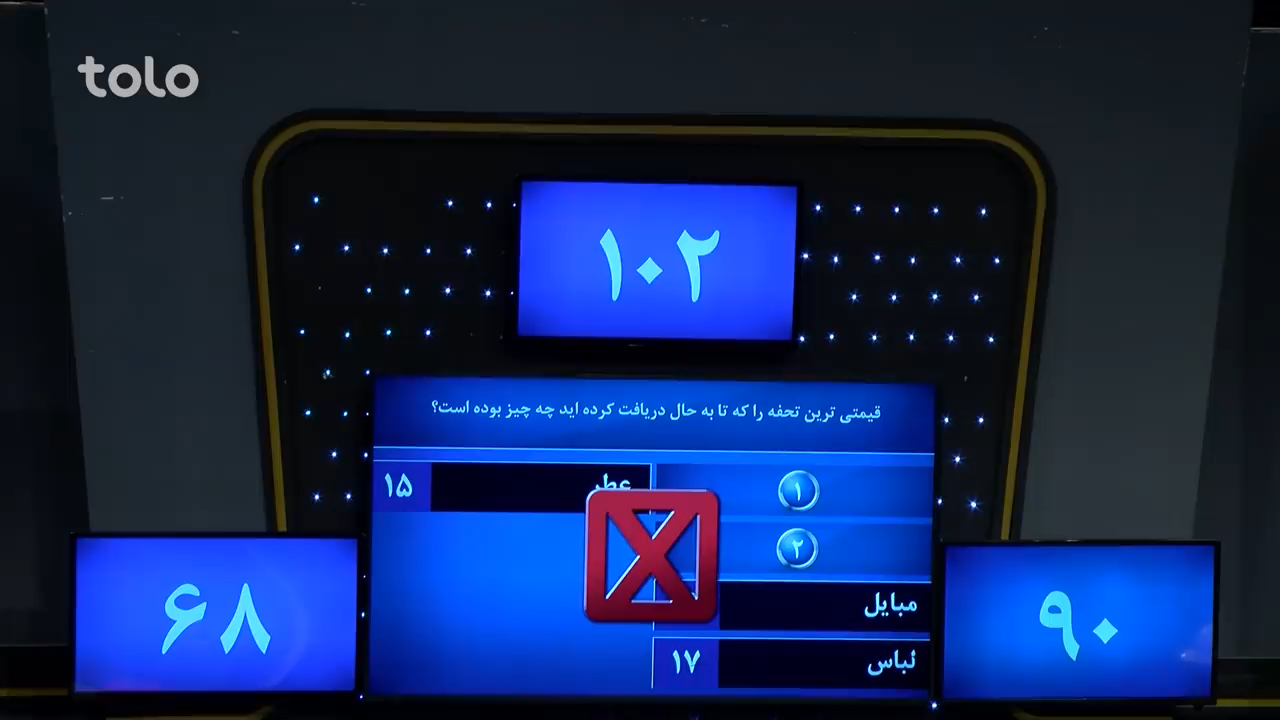 tolo
۱۰۲
قیمتی ترین تحفه را که تا به حال دریافت کرده اید چه چیز بوده است؟
۱
عطر ۱۵
۲
مبایل
لباس ۱۷
۶۸
۹۰